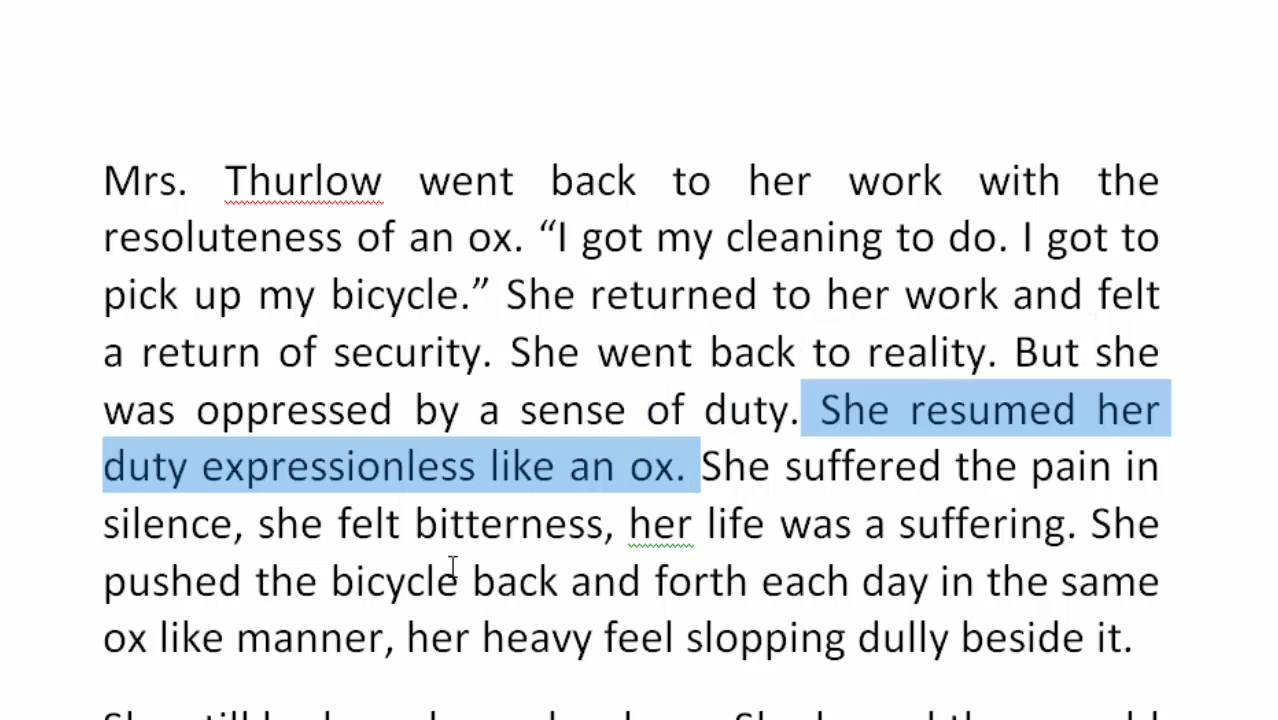 Mrs. Thurlow went back to her work with the
resoluteness of an ox. “I got my cleaning to do. I got to
pick up my bicycle.” She returned to her work and felt
a return of security. She went back to reality. But she
was oppressed by a sense of duty. She resumed her
duty expressionless like an ox. She suffered the pain in
silence, she felt bitterness, her life was a suffering. She
pushed the bicycle back and forth each day in the same
ox like manner, her heavy feel slopping dully beside it.